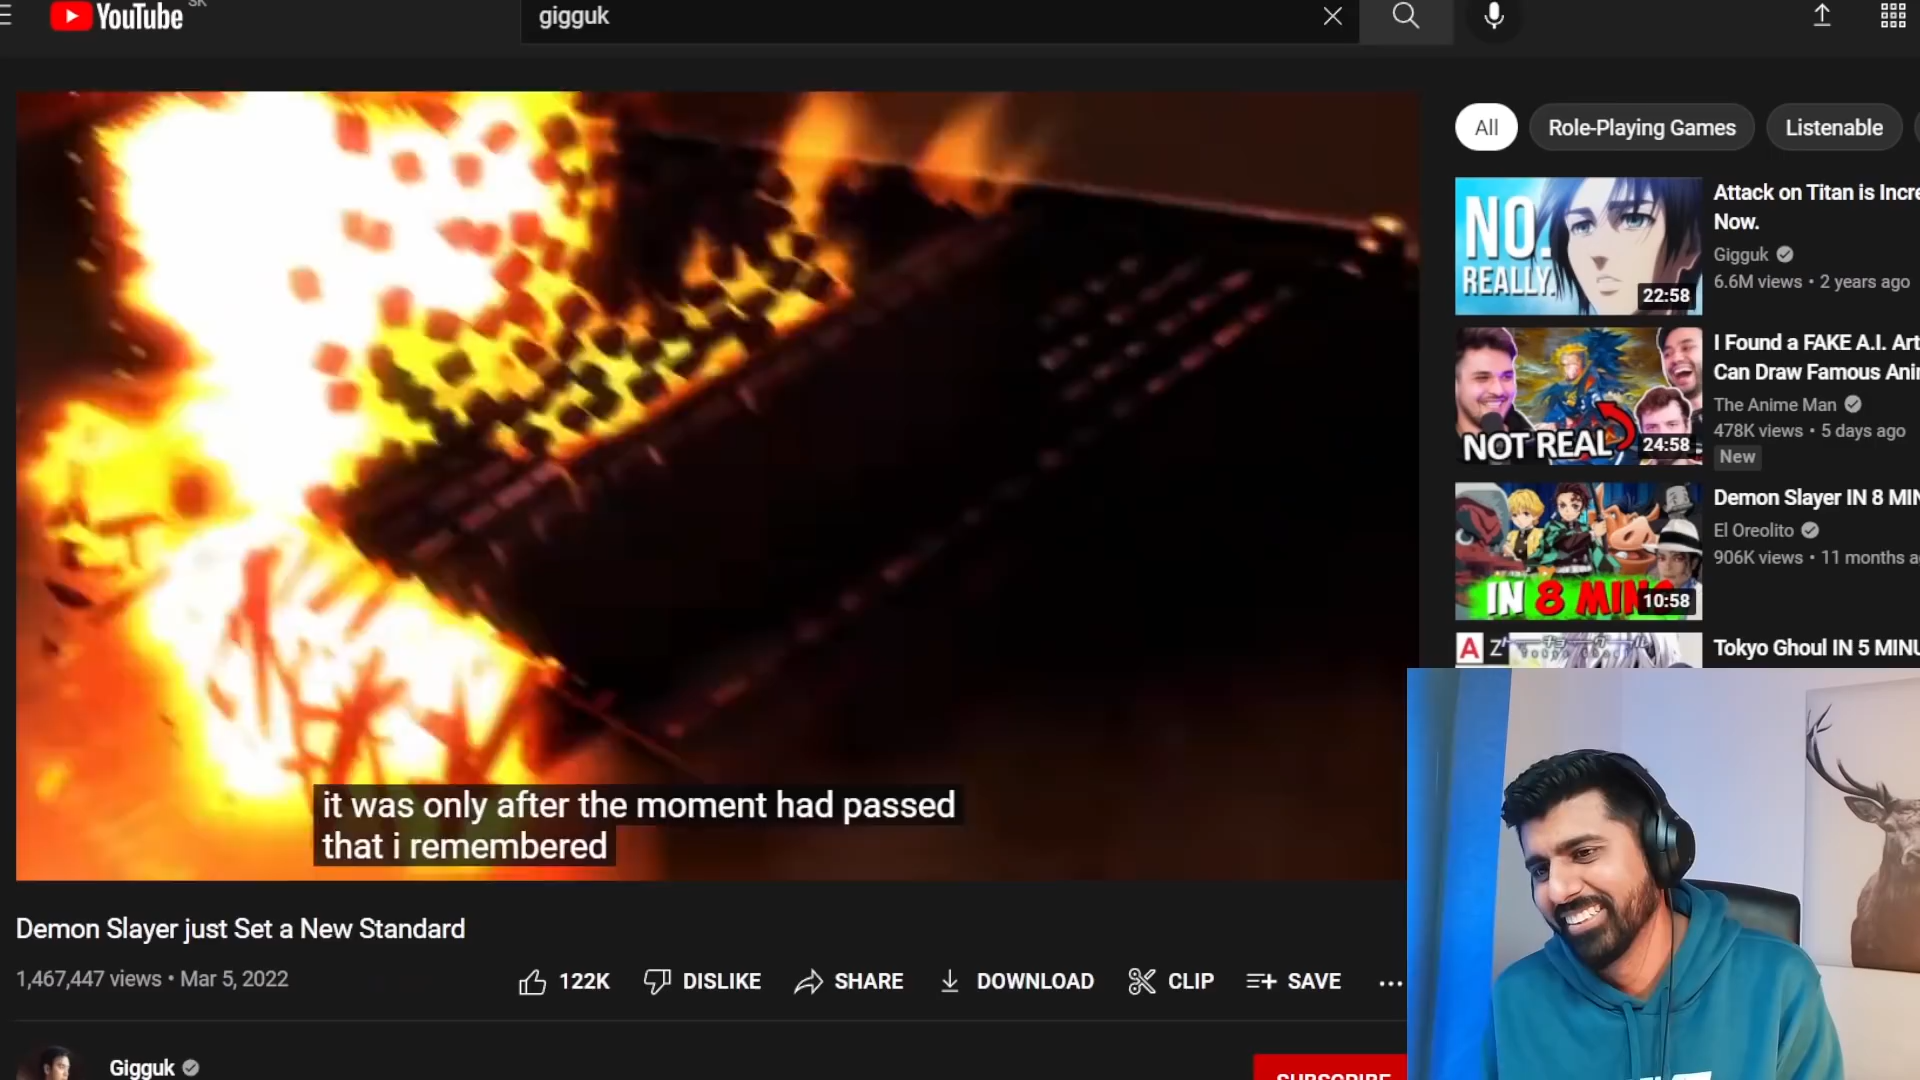 YouTube
SK
gigguk
All
Role-Playing Games
Listenable
NO.
REALLY.
22:58
Attack on Titan is Incre
Now.
Gigguk
6.6M views • 2 years ago
NOT REAL
24:58
I Found a FAKE A.I. Art
Can Draw Famous Anim
The Anime Man
478K views • 5 days ago
New
IN 8 MIN
10:58
Demon Slayer IN 8 MIN
El Oreolito
906K views • 11 months a
A
Tokyo Ghoul IN 5 MINU
it was only after the moment had passed
that i remembered
Demon Slayer just Set a New Standard
1,467,447 views • Mar 5, 2022
122K
DISLIKE
SHARE
DOWNLOAD
CLIP
SAVE
Gigguk
SUBSCRIBE